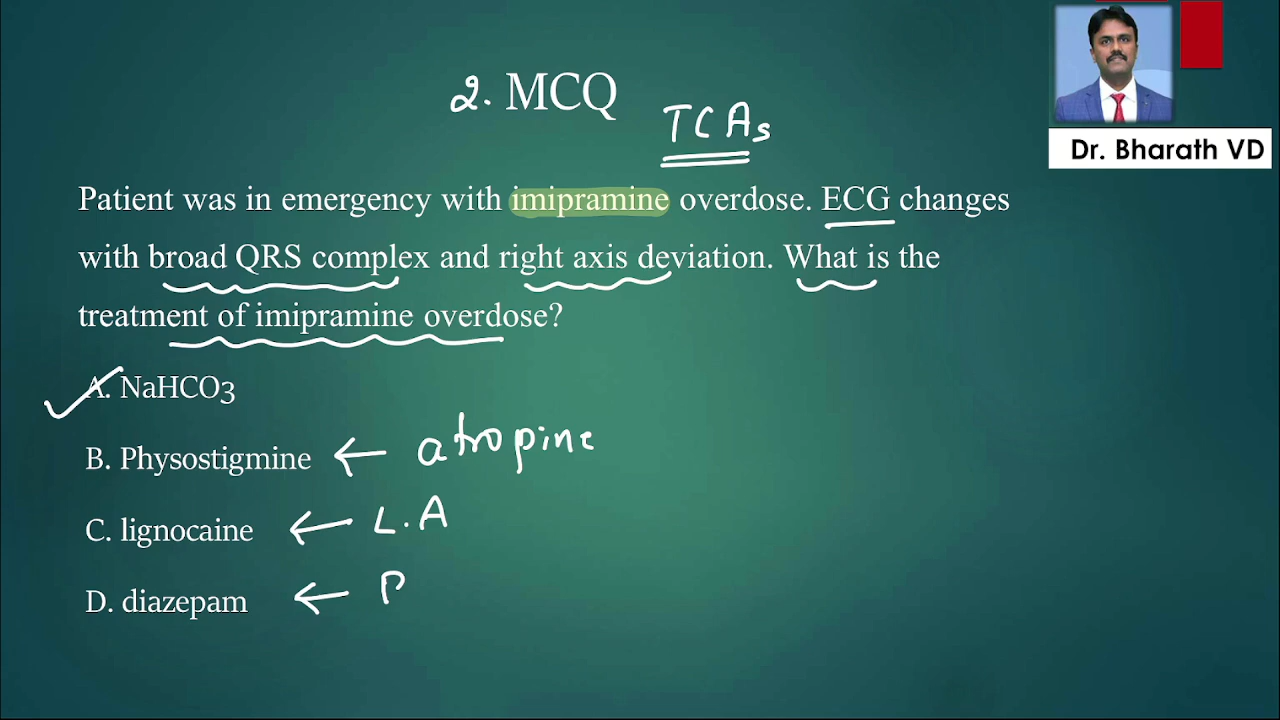 2. MCQ
TCAs
Dr. Bharath VD
Patient was in emergency with imipramine overdose. ECG changes
with broad QRS complex and right axis deviation. What is the
treatment of imipramine overdose?
A. NaHCO3
B. Physostigmine ← atropine
C. lignocaine ← L.A
D. diazepam ← P